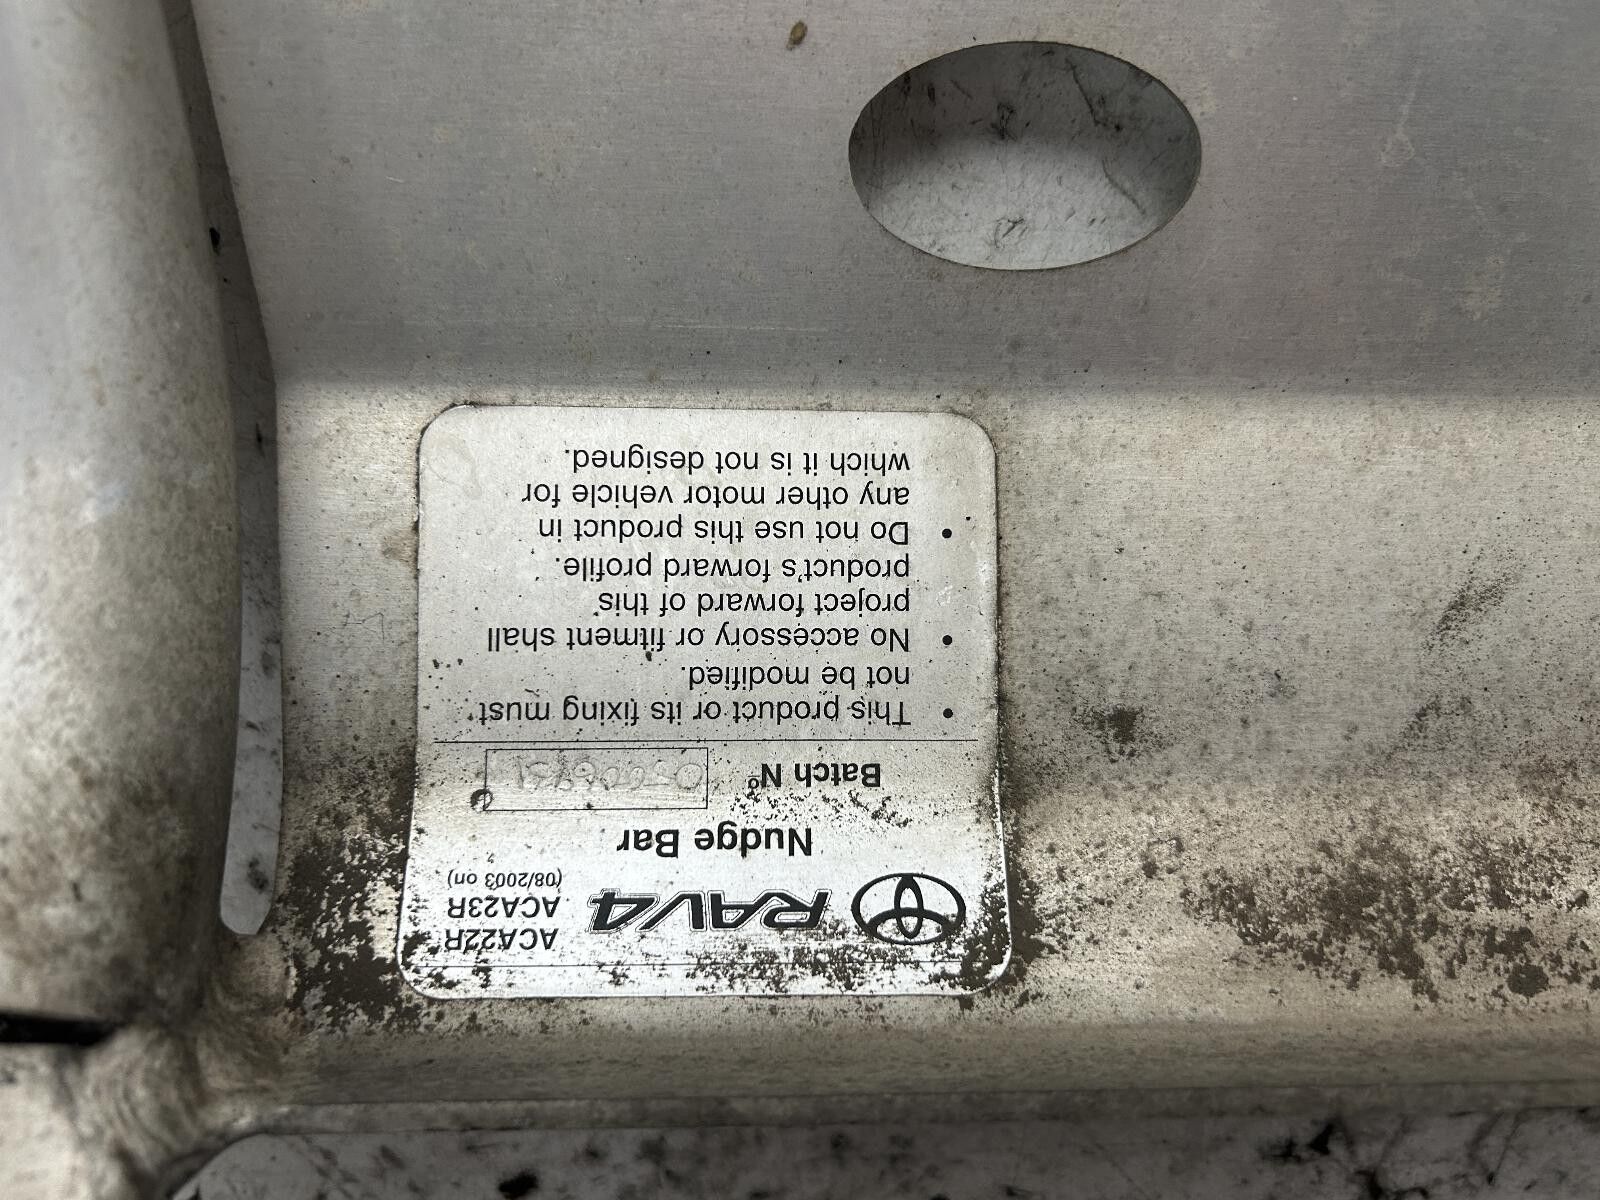 RAV4 ACA22R
ACA23R
(08/2003 on)
Nudge Bar
Batch Nº
• This product or its fixing must
not be modified.
• No accessory or fitment shall
project forward of this
product's forward profile.
• Do not use this product in
any other motor vehicle for
which it is not designed.